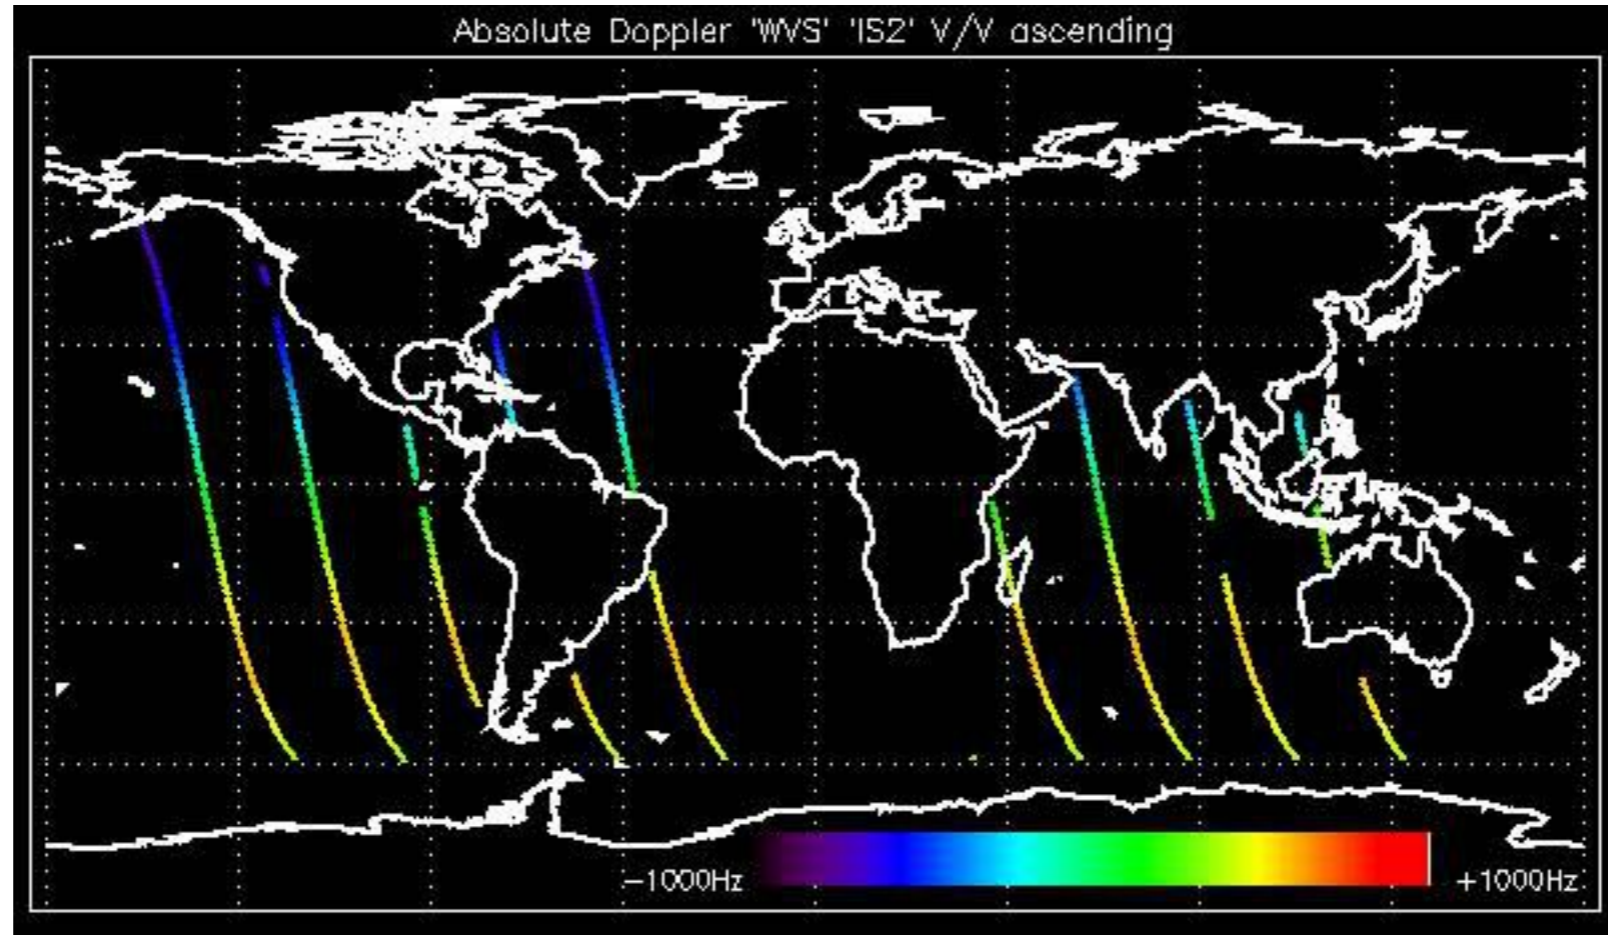 Absolute Doppler 'WVS' 'IS2' V/V ascending
−1000Hz +1000Hz